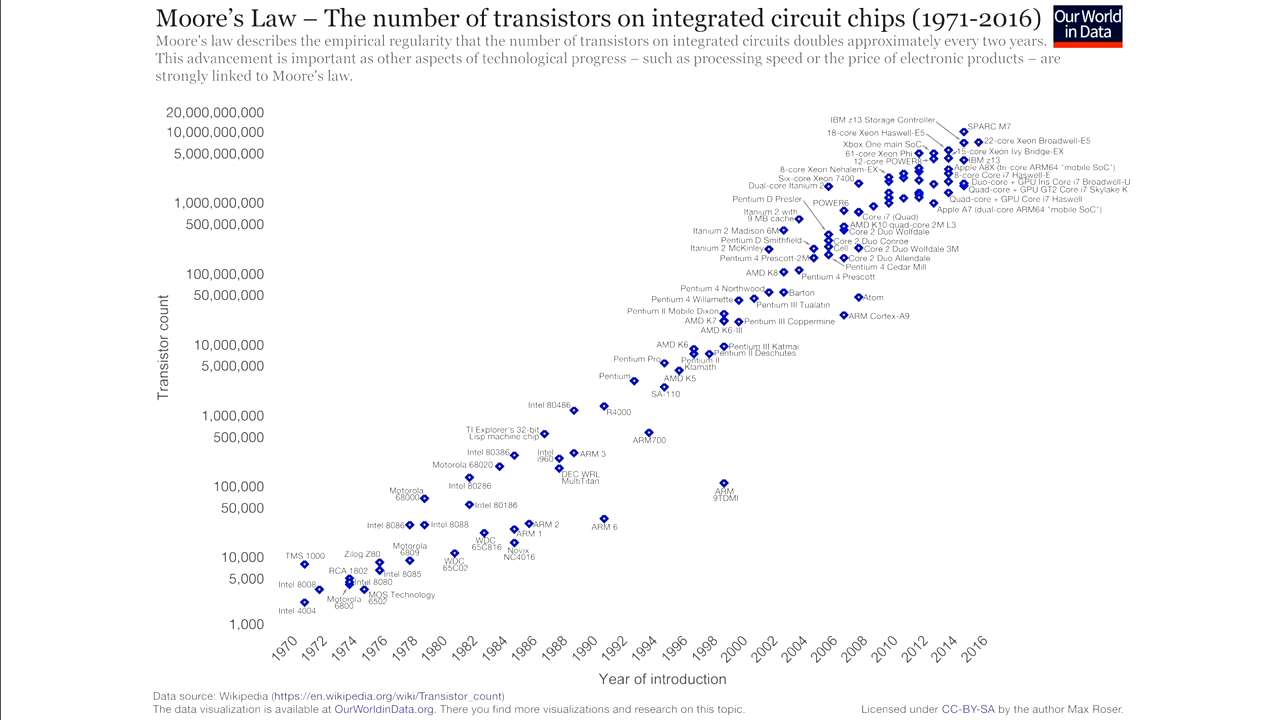 Moore's Law – The number of transistors on integrated circuit chips (1971-2016)
Our World
in Data
Moore's law describes the empirical regularity that the number of transistors on integrated circuits doubles approximately every two years.
This advancement is important as other aspects of technological progress – such as processing speed or the price of electronic products – are
strongly linked to Moore's law.
20,000,000,000
10,000,000,000
5,000,000,000
1,000,000,000
500,000,000
100,000,000
50,000,000
10,000,000
5,000,000
1,000,000
500,000
100,000
50,000
10,000
5,000
1,000
Transistor count
IBM z13 Storage Controller
SPARC M7
18-core Xeon Haswell-E5
22-core Xeon Broadwell-E5
Xbox One main SoC
61-core Xeon Phi
15-core Xeon Ivy Bridge-EX
12-core POWER8
IBM z13
8-core Xeon Nehalem-EX
Apple A8X (tri-core ARM64 "mobile SoC")
Six-core Xeon 7400
8-core Core i7 Haswell-E
Dual-core Itanium 2
Duo-core + GPU Iris Core i7 Broadwell-U
Quad-core + GPU GT2 Core i7 Skylake K
Pentium D Presler
POWER6
Quad-core + GPU Core i7 Haswell
Apple A7 (dual-core ARM64 "mobile SoC")
Itanium 2 with
9 MB cache
Core i7 (Quad)
AMD K10 quad-core 2M L3
Itanium 2 Madison 6M
Core 2 Duo Wolfdale
Pentium D Smithfield
Core 2 Duo Conroe
Itanium 2 McKinley
Cell
Core 2 Duo Wolfdale 3M
Pentium 4 Prescott-2M
Core 2 Duo Allendale
Pentium 4 Cedar Mill
AMD K8
Pentium 4 Prescott
Pentium 4 Northwood
Barton
Pentium 4 Willamette
Pentium III Tualatin
Atom
Pentium II Mobile Dixon
AMD K7
Pentium III Coppermine
ARM Cortex-A9
AMD K6-III
AMD K6
Pentium III Katmai
Pentium II Deschutes
Pentium Pro
Pentium II
Klamath
Pentium
AMD K5
SA-110
Intel 80486
R4000
TI Explorer's 32-bit
Lisp machine chip
ARM700
Intel 80386
Intel
i960
ARM 3
Motorola 68020
DEC WRL
MultiTitan
Intel 80286
ARM
9TDMI
Motorola
68000
Intel 80186
Intel 8086
Intel 8088
ARM 2
ARM 6
ARM 1
WDC
65C816
Novix
NC4016
Motorola
6809
WDC
65C02
TMS 1000
Zilog Z80
RCA 1802
Intel 8085
Intel 8008
Intel 8080
Motorola
6800
MOS Technology
6502
Intel 4004
1970
1972
1974
1976
1978
1980
1982
1984
1986
1988
1990
1992
1994
1996
1998
2000
2002
2004
2006
2008
2010
2012
2014
2016
Year of introduction
Data source: Wikipedia (https://en.wikipedia.org/wiki/Transistor_count)
The data visualization is available at OurWorldinData.org. There you find more visualizations and research on this topic.
Licensed under CC-BY-SA by the author Max Roser.